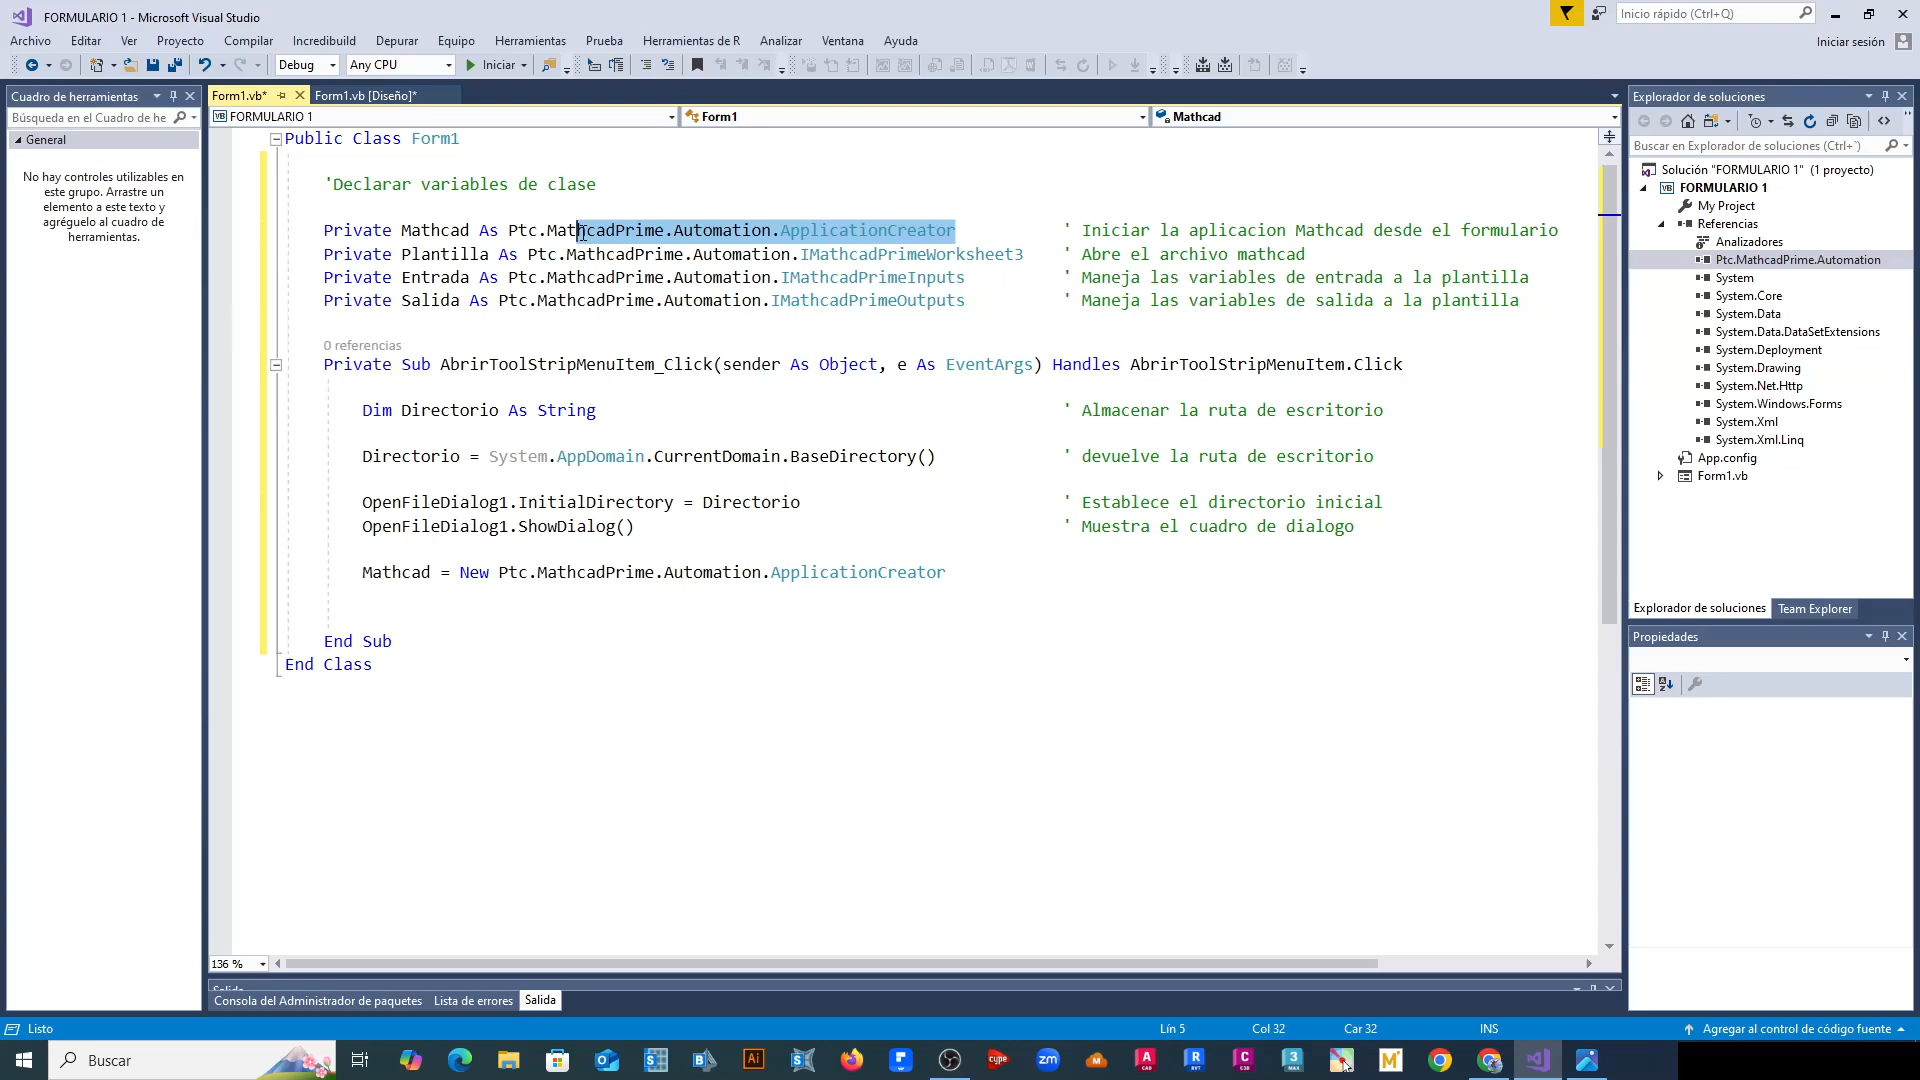 FORMULARIO 1 - Microsoft Visual Studio
Inicio rápido (Ctrl+Q)
Archivo Editar Ver Proyecto Compilar Incredibuild Depurar Equipo Herramientas Prueba Herramientas de R Analizar Ventana Ayuda
Iniciar sesión
Debug Any CPU Iniciar
Cuadro de herramientas
Búsqueda en el Cuadro de he
General
No hay controles utilizables en
este grupo. Arrastre un
elemento a este texto y
agréguelo al cuadro de
herramientas.
Form1.vb* Form1.vb [Diseño]*
FORMULARIO 1 Form1 Mathcad
Public Class Form1
'Declarar variables de clase
Private Mathcad As Ptc.MathcadPrime.Automation.ApplicationCreator ' Iniciar la aplicacion Mathcad desde el formulario
Private Plantilla As Ptc.MathcadPrime.Automation.IMathcadPrimeWorksheet3 ' Abre el archivo mathcad
Private Entrada As Ptc.MathcadPrime.Automation.IMathcadPrimeInputs ' Maneja las variables de entrada a la plantilla
Private Salida As Ptc.MathcadPrime.Automation.IMathcadPrimeOutputs ' Maneja las variables de salida a la plantilla
0 referencias
Private Sub AbrirToolStripMenuItem_Click(sender As Object, e As EventArgs) Handles AbrirToolStripMenuItem.Click
Dim Directorio As String ' Almacenar la ruta de escritorio
Directorio = System.AppDomain.CurrentDomain.BaseDirectory() ' devuelve la ruta de escritorio
OpenFileDialog1.InitialDirectory = Directorio ' Establece el directorio inicial
OpenFileDialog1.ShowDialog() ' Muestra el cuadro de dialogo
Mathcad = New Ptc.MathcadPrime.Automation.ApplicationCreator
End Sub
End Class
136 %
Consola del Administrador de paquetes Lista de errores Salida
Explorador de soluciones
Buscar en Explorador de soluciones (Ctrl+`)
Solución "FORMULARIO 1" (1 proyecto)
FORMULARIO 1
My Project
Referencias
Analizadores
Ptc.MathcadPrime.Automation
System
System.Core
System.Data
System.Data.DataSetExtensions
System.Deployment
System.Drawing
System.Net.Http
System.Windows.Forms
System.Xml
System.Xml.Linq
App.config
Form1.vb
Explorador de soluciones Team Explorer
Propiedades
Listo Lín 5 Col 32 Car 32 INS Agregar al control de código fuente
Buscar